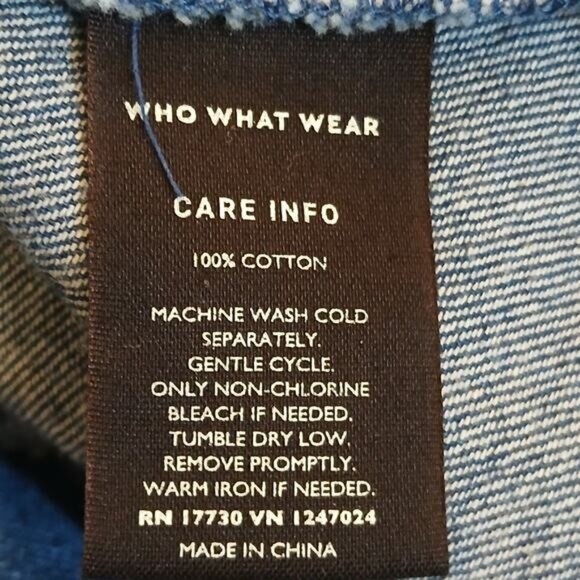 WHO WHAT WEAR
CARE INFO
100% COTTON
MACHINE WASH COLD
SEPARATELY.
GENTLE CYCLE.
ONLY NON-CHLORINE
BLEACH IF NEEDED.
TUMBLE DRY LOW.
REMOVE PROMPTLY.
WARM IRON IF NEEDED.
RN 17730 VN 1247024
MADE IN CHINA